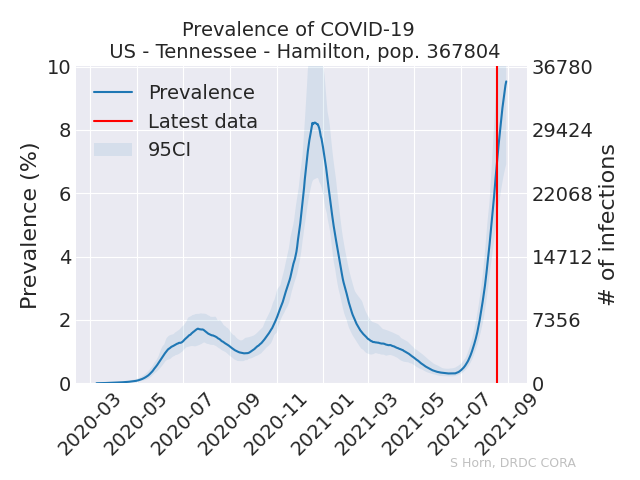 Prevalence of COVID-19
US - Tennessee - Hamilton, pop. 367804
Prevalence
Latest data
95CI
Prevalence (%)
10
8
6
4
2
0
36780
29424
22068
14712
7356
0
# of infections
2020-03
2020-05
2020-07
2020-09
2020-11
2021-01
2021-03
2021-05
2021-07
2021-09
S Horn, DRDC CORA